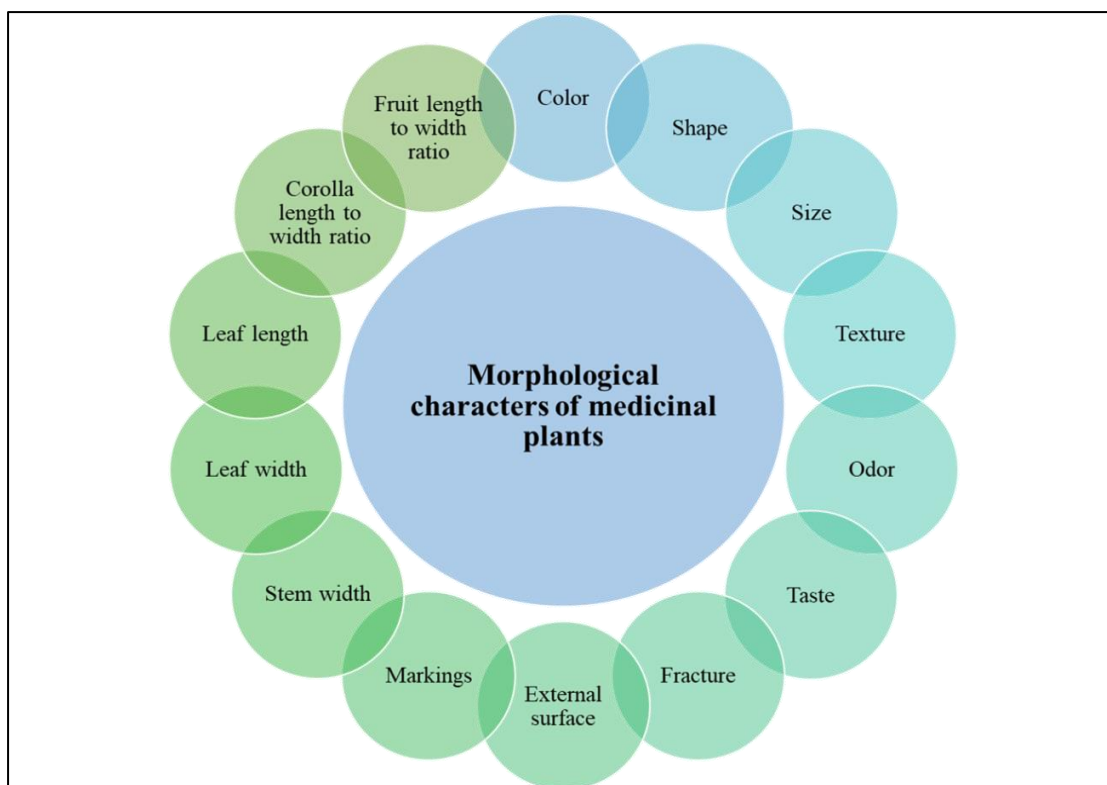 Color
Shape
Size
Texture
Odor
Taste
Fracture
External
surface
Markings
Stem width
Leaf width
Leaf length
Corolla
length to
width ratio
Fruit length
to width
ratio
Morphological
characters of medicinal
plants